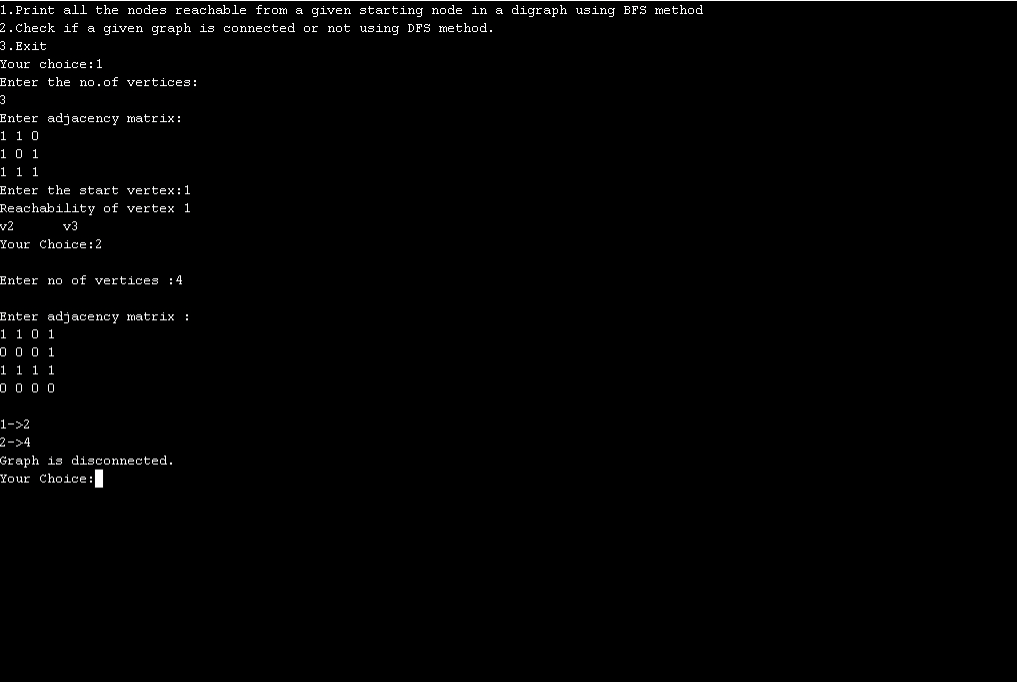 1.Print all the nodes reachable from a given starting node in a digraph using BFS method
2.Check if a given graph is connected or not using DFS method.
3.Exit
Your choice:1
Enter the no.of vertices:
3
Enter adjacency matrix:
1 1 0
1 0 1
1 1 1
Enter the start vertex:1
Reachability of vertex 1
v2      v3
Your Choice:2
Enter no of vertices :4
Enter adjacency matrix :
1 1 0 1
0 0 0 1
1 1 1 1
0 0 0 0
1->2
2->4
Graph is disconnected.
Your Choice: